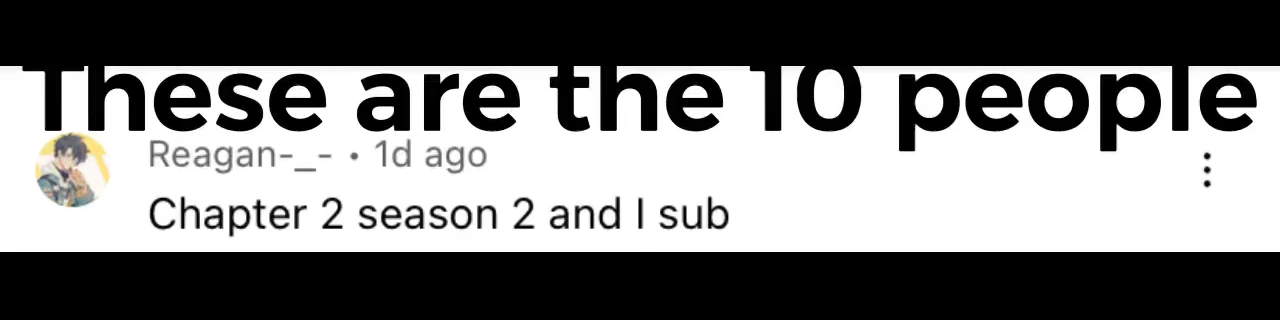 These are the 10 people
Reagan-_- • 1d ago
Chapter 2 season 2 and I sub